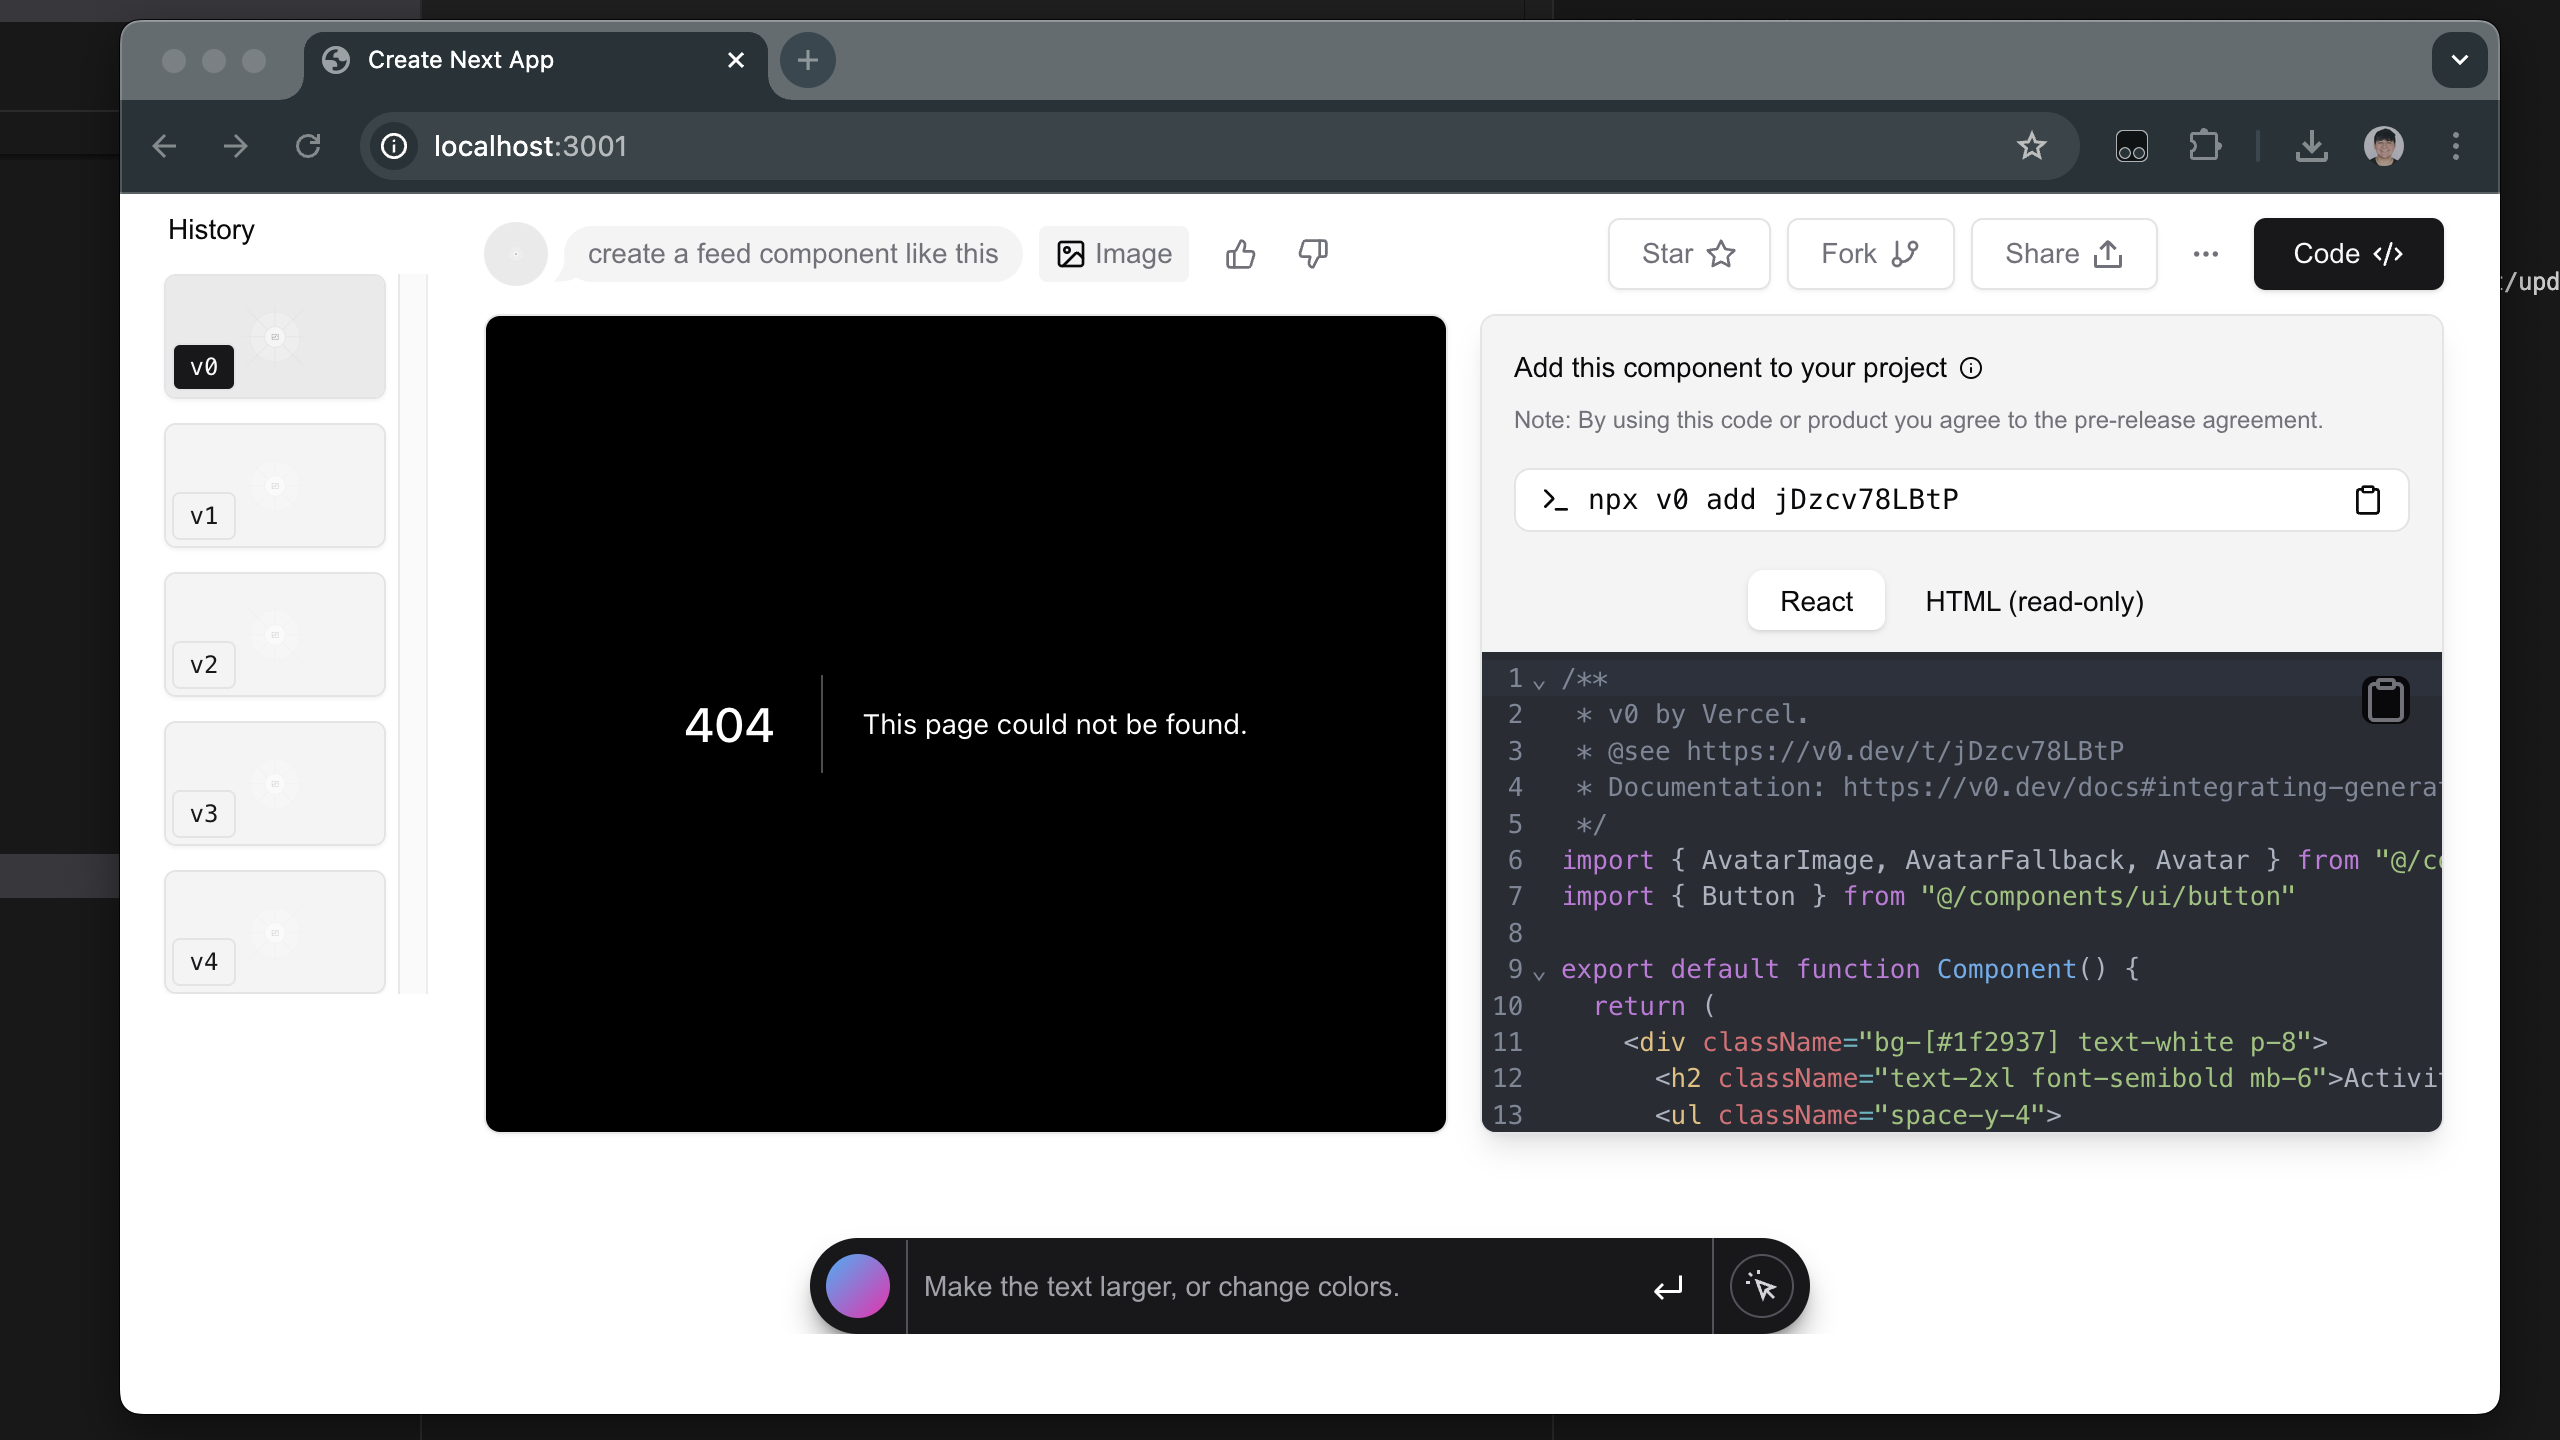 Create Next App
localhost:3001
History
v0
v1
v2
v3
v4
create a feed component like this
Image
Star
Fork
Share
Code
t/upd
404
This page could not be found.
Add this component to your project
Note: By using this code or product you agree to the pre-release agreement.
npx v0 add jDzcv78LBtP
React
HTML (read-only)
1 /**
2 * v0 by Vercel.
3 * @see https://v0.dev/t/jDzcv78LBtP
4 * Documentation: https://v0.dev/docs#integrating-genera
5 */
6 import { AvatarImage, AvatarFallback, Avatar } from "@/c
7 import { Button } from "@/components/ui/button"
8
9 export default function Component() {
10 return (
11 <div className="bg-[#1f2937] text-white p-8">
12 <h2 className="text-2xl font-semibold mb-6">Activi
13 <ul className="space-y-4">
Make the text larger, or change colors.